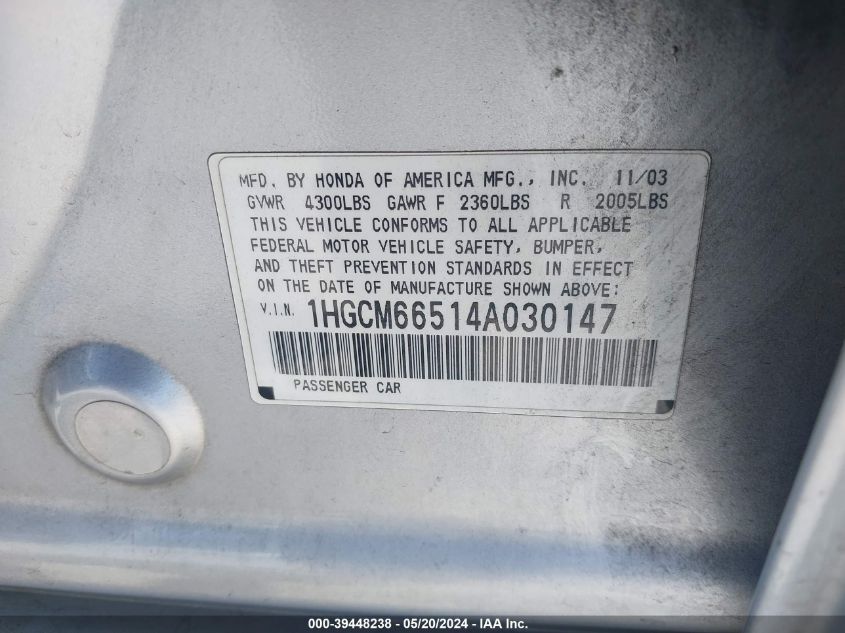 MFD. BY HONDA OF AMERICA MFG., INC. 11/03
GVWR 4300LBS GAWR F 2360LBS R 2005LBS
THIS VEHICLE CONFORMS TO ALL APPLICABLE
FEDERAL MOTOR VEHICLE SAFETY, BUMPER,
AND THEFT PREVENTION STANDARDS IN EFFECT
ON THE DATE OF MANUFACTURE SHOWN ABOVE:
V.I.N. 1HGCM66514A030147
PASSENGER CAR
000-39448238 - 05/20/2024 - IAA Inc.